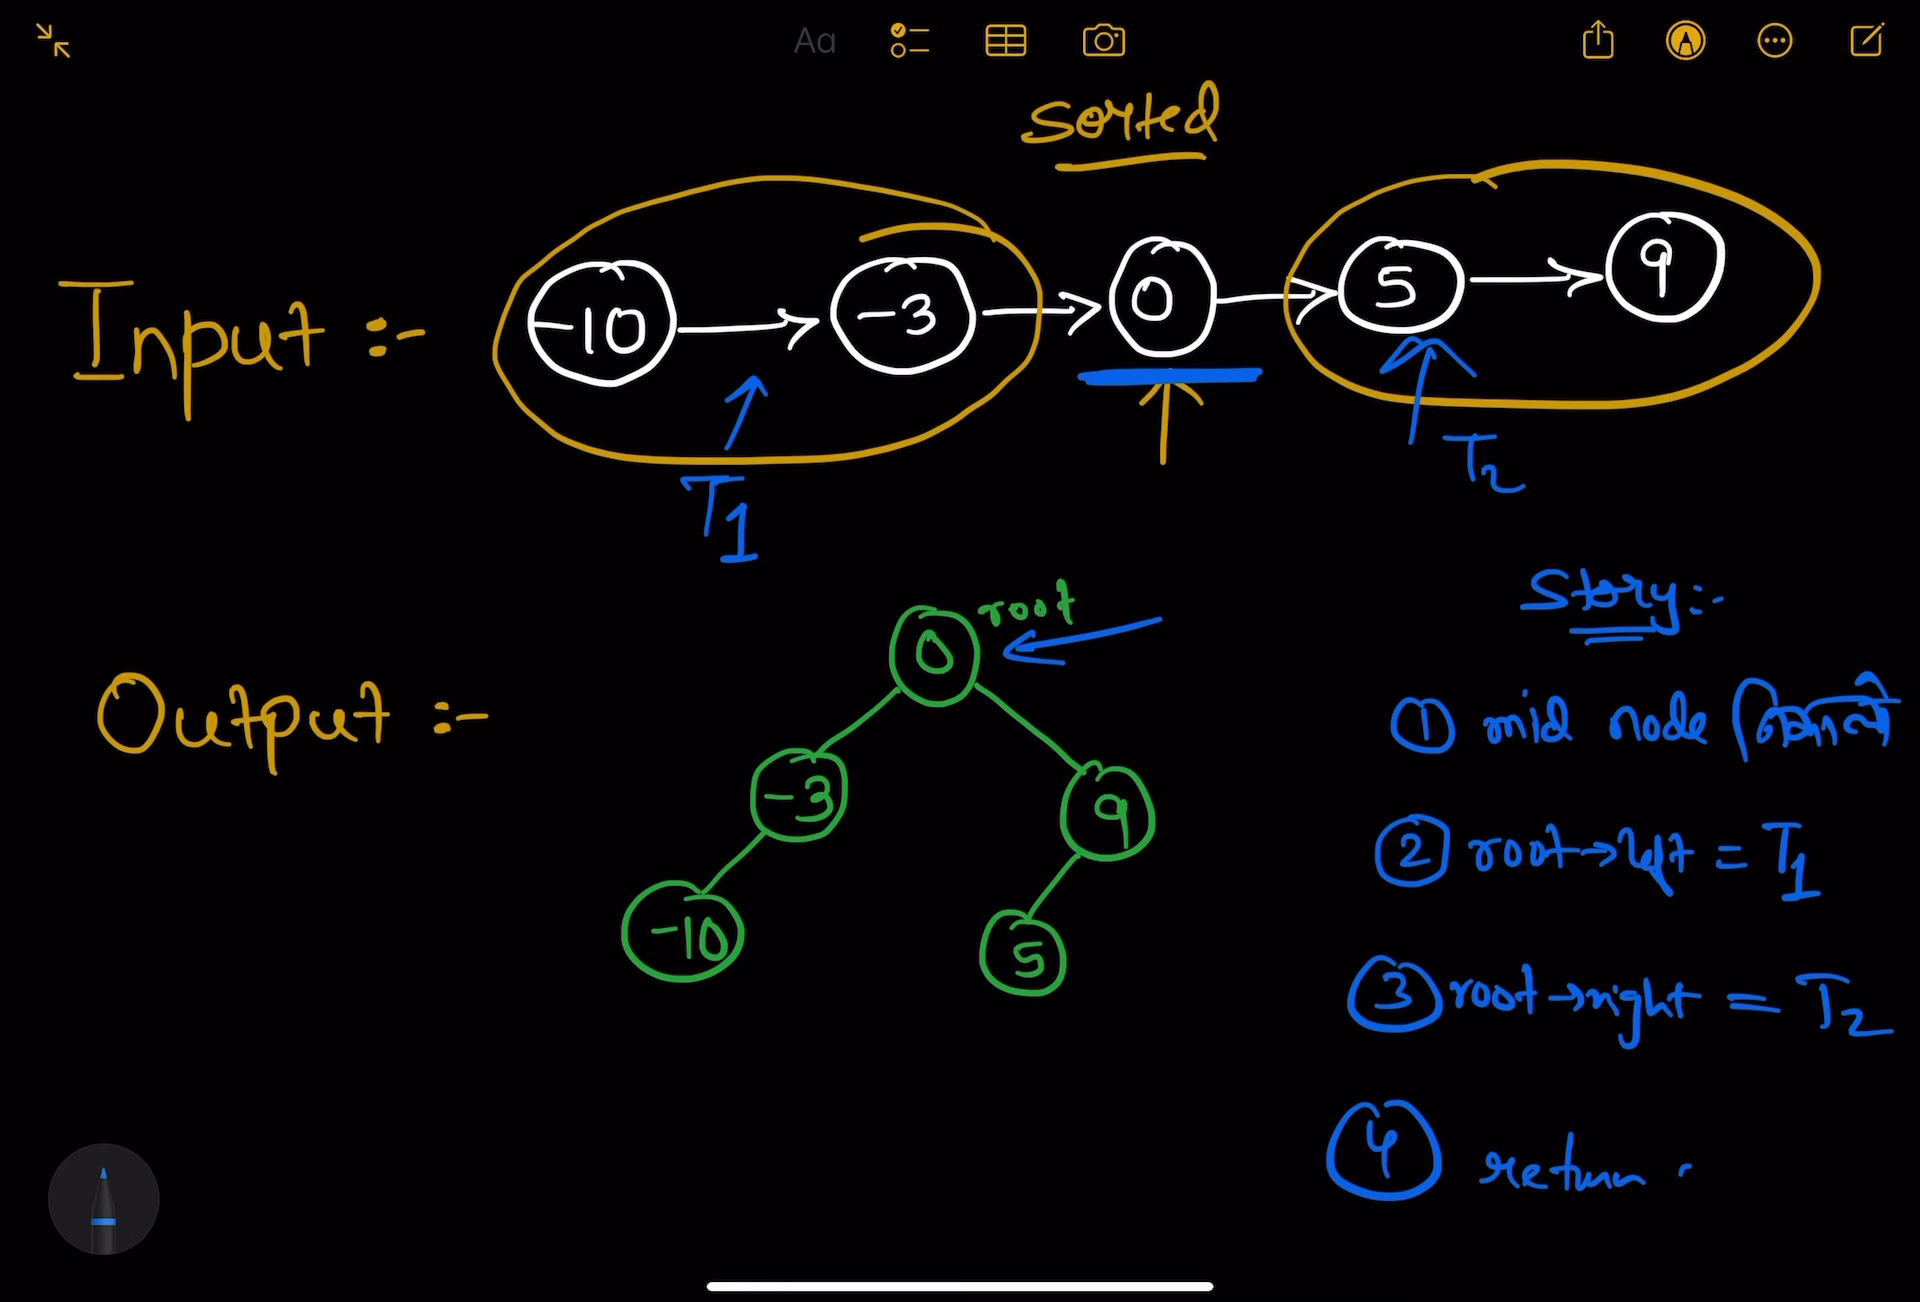 Aa
Sorted
Input :-
-10 -3 0 5 9
T1
T2
Output :-
0 root
-3 9
-10 5
Story:-
1 mid node
2 root→left = T1
3 root→right = T2
4 return